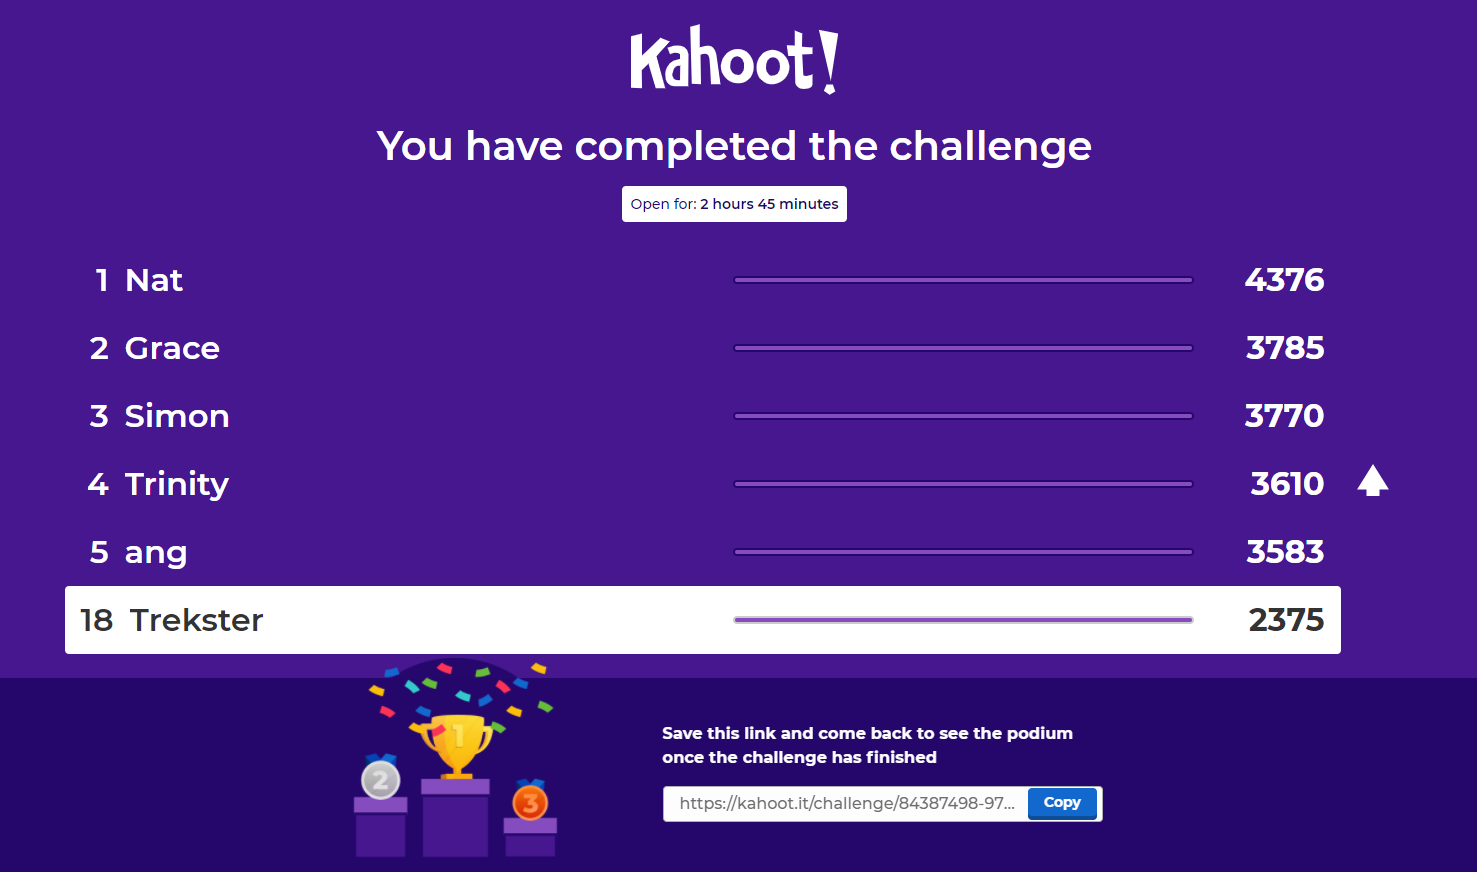 Kahoot!
You have completed the challenge
Open for: 2 hours 45 minutes
1 Nat 4376
2 Grace 3785
3 Simon 3770
4 Trinity 3610
5 ang 3583
18 Trekster 2375
1
2
3
Save this link and come back to see the podium
once the challenge has finished
https://kahoot.it/challenge/84387498-97... Copy